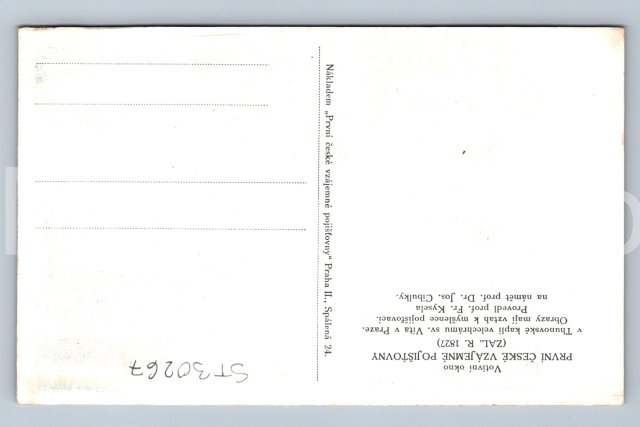 Votivní okno
PRVNÍ ČESKÉ VZÁJEMNÉ POJIŠŤOVNY
(ZAL. R. 1827)
v Thunovské kapli velechrámu sv. Víta v Praze.
Obrazy mají vztah k myšlence pojišťovací.
Provedl prof. Fr. Kysela
na námět prof. Dr. Jos. Cibulky.
Nákladem „První české vzájemné pojišťovny“ Praha II., Spálená 24.
ST30267